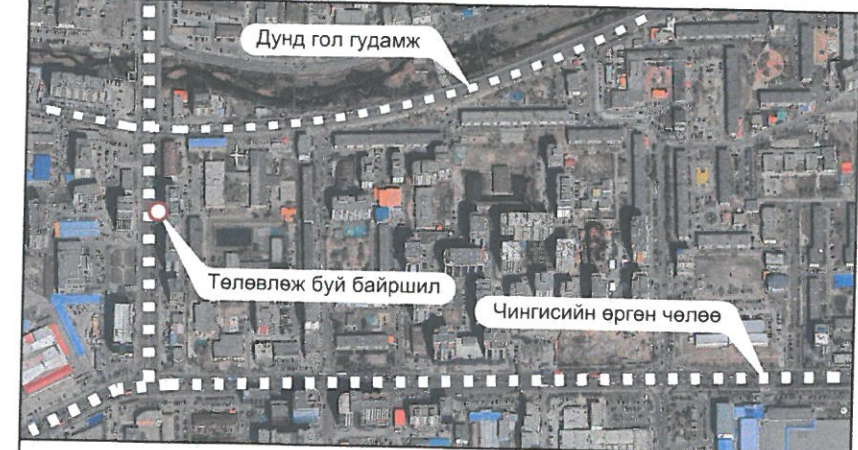 Дунд гол гудамж
Төлөвлөж буй байршил
Чингисийн өргөн чөлөө